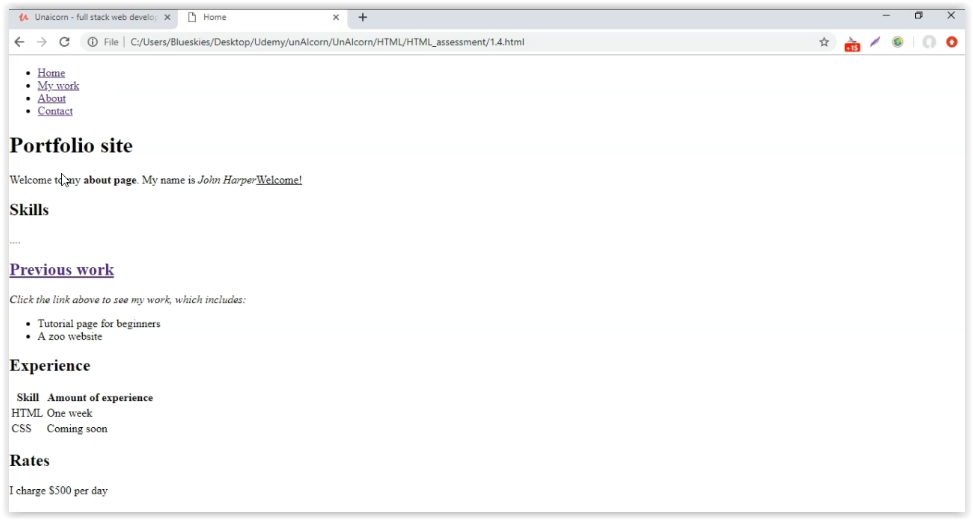 Unaicorn - full stack web develop
Home
File | C:/Users/Blueskies/Desktop/Udemy/unAIcorn/UnAIcorn/HTML/HTML_assessment/1.4.html
+15
Home
My work
About
Contact
Portfolio site
Welcome to my about page. My name is John HarperWelcome!
Skills
....
Previous work
Click the link above to see my work, which includes:
Tutorial page for beginners
A zoo website
Experience
Skill Amount of experience
HTML One week
CSS Coming soon
Rates
I charge $500 per day